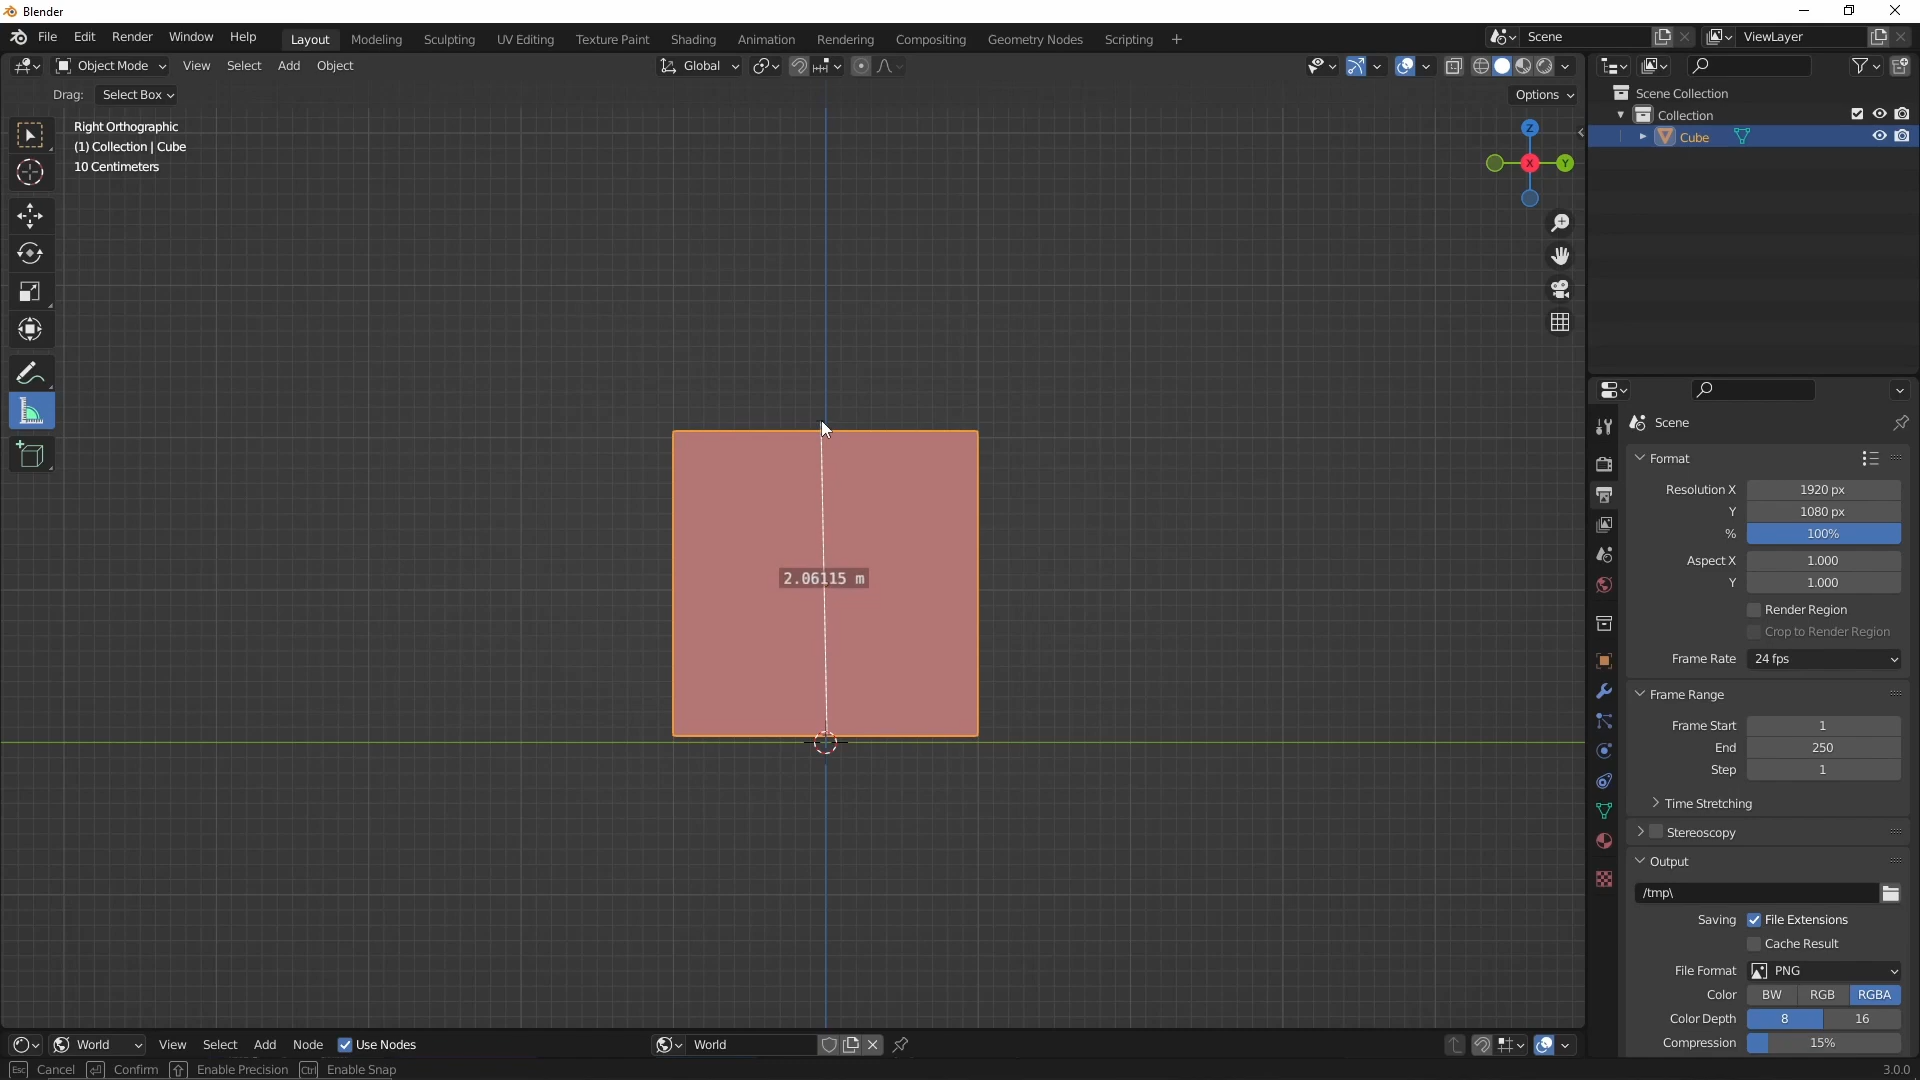 Blender
File Edit Render Window Help Layout Modeling Sculpting UV Editing Texture Paint Shading Animation Rendering Compositing Geometry Nodes Scripting + Scene ViewLayer
Object Mode View Select Add Object Global
Drag: Select Box Options
Right Orthographic
(1) Collection | Cube
10 Centimeters
Z
X
Y
2.06115 m
Scene Collection
Collection
Cube
Scene
Format
Resolution X 1920 px
Y 1080 px
% 100%
Aspect X 1.000
Y 1.000
Render Region
Crop to Render Region
Frame Rate 24 fps
Frame Range
Frame Start 1
End 250
Step 1
Time Stretching
Stereoscopy
Output
/tmp\
Saving File Extensions
Cache Result
File Format PNG
Color BW RGB RGBA
Color Depth 8 16
Compression 15%
World View Select Add Node Use Nodes World
Esc Cancel Confirm Enable Precision Ctrl Enable Snap 3.0.0